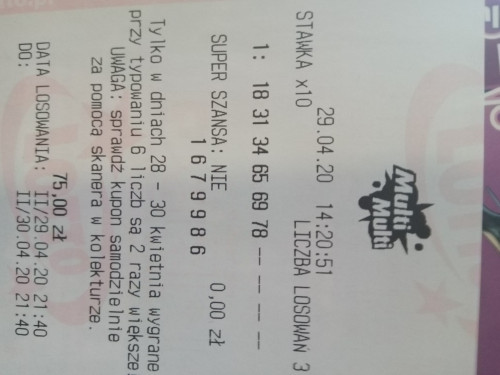 Multi
Multi
29.04.20 14:20:51
STAWKA x10 LICZBA LOSOWAŃ 3
1: 18 31 34 65 69 78 -- -- -- --
SUPER SZANSA: NIE 0,00 zł
1 6 7 9 9 8 6
Tylko w dniach 28 - 30 kwietnia wygrane
przy typowaniu 6 liczb są 2 razy większe!
UWAGA: sprawdź kupon samodzielnie
za pomocą skanera w kolekturze.
75,00 zł
DATA LOSOWANIA: II/29.04.20 21:40
DO: II/30.04.20 21:40